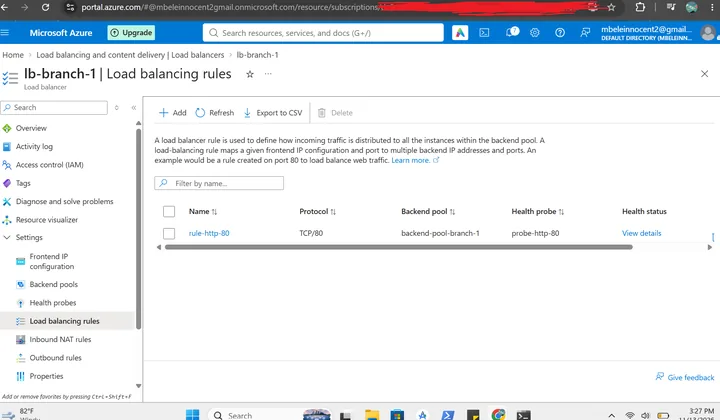 portal.azure.com/#@mbeleinnocent2gmail.onmicrosoft.com/resource/subscriptions/
Microsoft Azure
Upgrade
Search resources, services, and docs (G+/)
7
mbeleinnocent2@gmail....
DEFAULT DIRECTORY (MBELEINN...
Home > Load balancing and content delivery | Load balancers > lb-branch-1
lb-branch-1 | Load balancing rules
Load balancer
Search
Overview
Activity log
Access control (IAM)
Tags
Diagnose and solve problems
Resource visualizer
Settings
Frontend IP
configuration
Backend pools
Health probes
Load balancing rules
Inbound NAT rules
Outbound rules
Properties
Add or remove favorites by pressing Ctrl+Shift+F
Add
Refresh
Export to CSV
Delete
A load balancer rule is used to define how incoming traffic is distributed to all the instances within the backend pool. A
load-balancing rule maps a given frontend IP configuration and port to multiple backend IP addresses and ports. An
example would be a rule created on port 80 to load balance web traffic. Learn more.
Filter by name...
Name Protocol Backend pool Health probe Health status
rule-http-80 TCP/80 backend-pool-branch-1 probe-http-80 View details
Give feedback
82°F
Windy
Search
3:27 PM